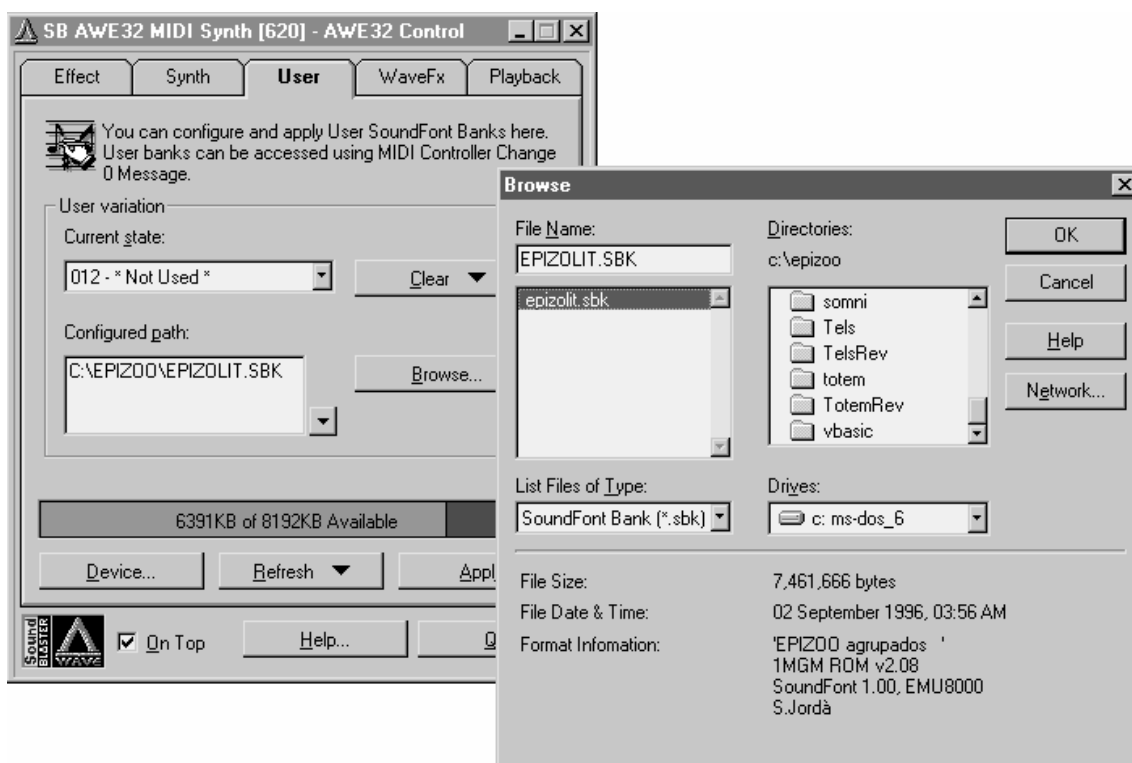 SB AWE32 MIDI Synth [620] - AWE32 Control
Effect
Synth
User
WaveFx
Playback
You can configure and apply User SoundFont Banks here.
User banks can be accessed using MIDI Controller Change
0 Message.
User variation
Current state:
012 - * Not Used *
Clear
Configured path:
C:\EPIZOO\EPIZOLIT.SBK
Browse...
6391KB of 8192KB Available
Device...
Refresh
Appl
Sound
BLASTER
WAVE
On Top
Help...
Q
Browse
File Name:
EPIZOLIT.SBK
epizolit.sbk
List Files of Type:
SoundFont Bank (*.sbk)
Directories:
c:\epizoo
somni
Tels
TelsRev
totem
TotemRev
vbasic
Drives:
c: ms-dos_6
OK
Cancel
Help
Network...
File Size:
7,461,666 bytes
File Date & Time:
02 September 1996, 03:56 AM
Format Infomation:
'EPIZOO agrupados '
1MGM ROM v2.08
SoundFont 1.00, EMU8000
S.Jordà